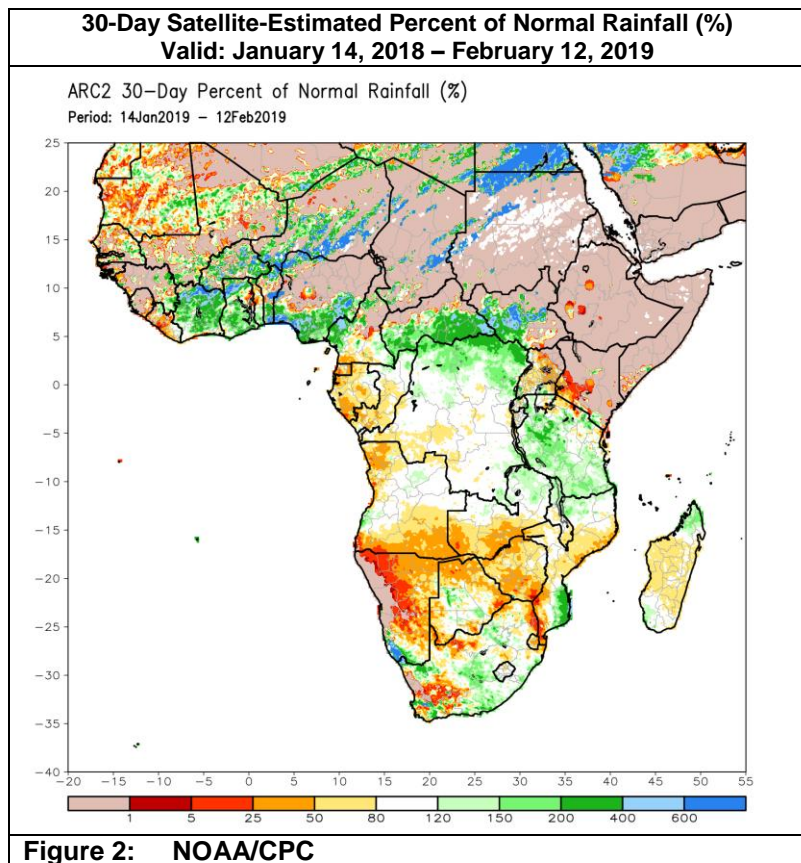 30-Day Satellite-Estimated Percent of Normal Rainfall (%)
Valid: January 14, 2018 – February 12, 2019
ARC2 30-Day Percent of Normal Rainfall (%)
Period: 14Jan2019 – 12Feb2019
25
20
15
10
5
0
-5
-10
-15
-20
-25
-30
-35
-40
-20 -15 -10 -5 0 5 10 15 20 25 30 35 40 45 50 55
1 5 25 50 80 120 150 200 400 600
Figure 2: NOAA/CPC